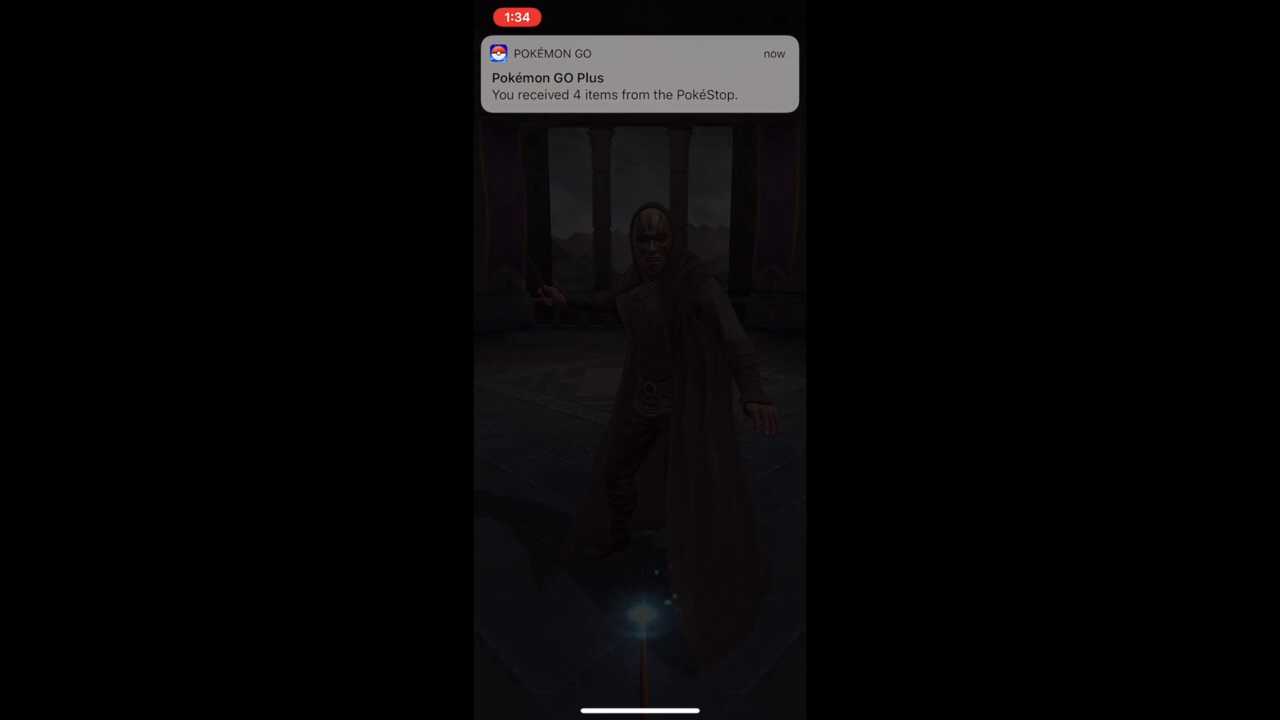 1:34
POKÉMON GO
now
Pokémon GO Plus
You received 4 items from the PokéStop.